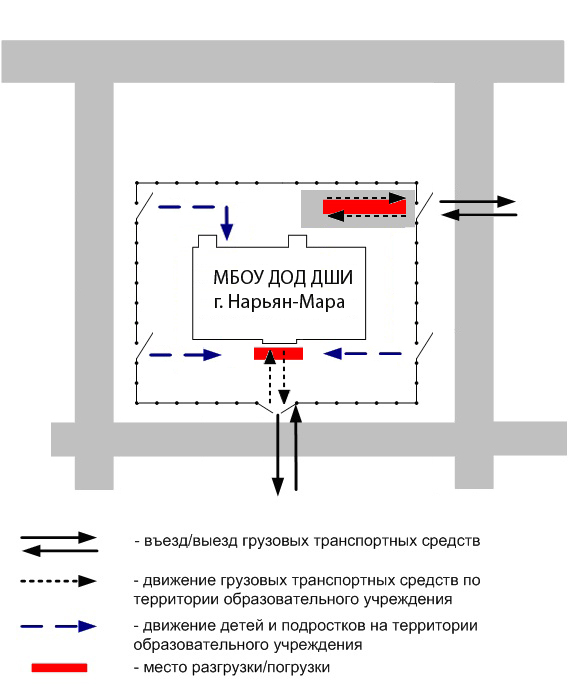 МБОУ ДОД ДШИ
г. Нарьян-Мара
- въезд/выезд грузовых транспортных средств
- движение грузовых транспортных средств по
территории образовательного учреждения
- движение детей и подростков на территории
образовательного учреждения
- место разгрузки/погрузки